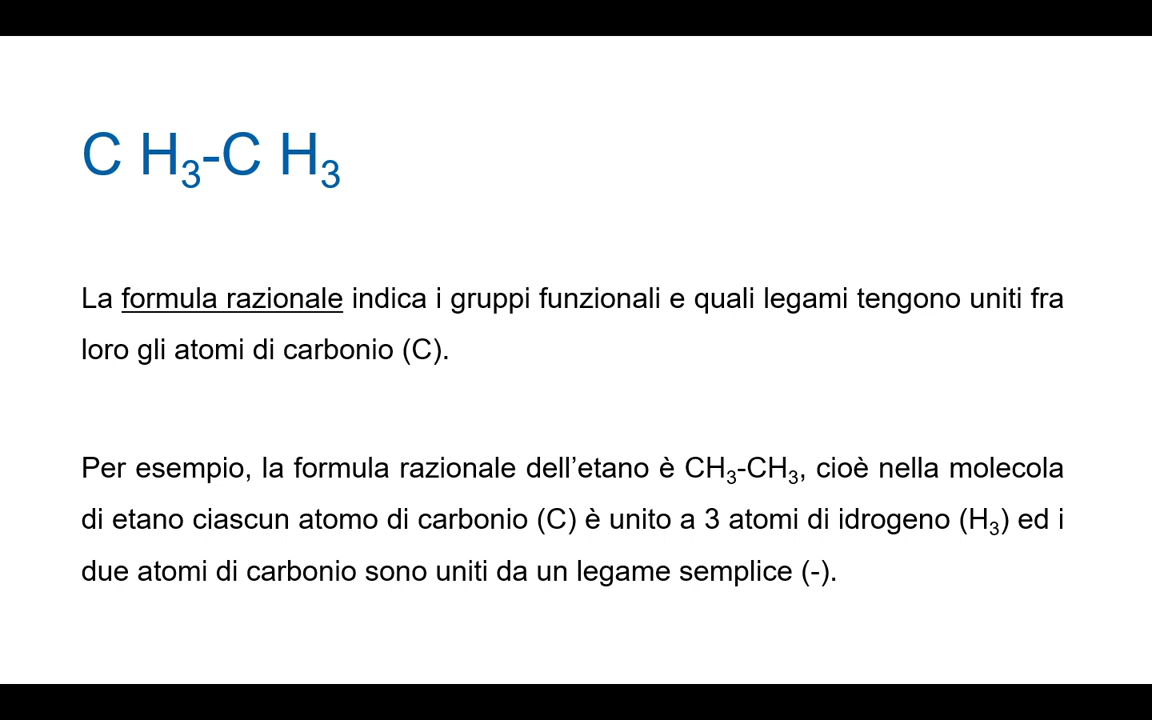 C H₃-C H₃
La formula razionale indica i gruppi funzionali e quali legami tengono uniti fra
loro gli atomi di carbonio (C).
Per esempio, la formula razionale dell’etano è CH₃-CH₃, cioè nella molecola
di etano ciascun atomo di carbonio (C) è unito a 3 atomi di idrogeno (H₃) ed i
due atomi di carbonio sono uniti da un legame semplice (-).